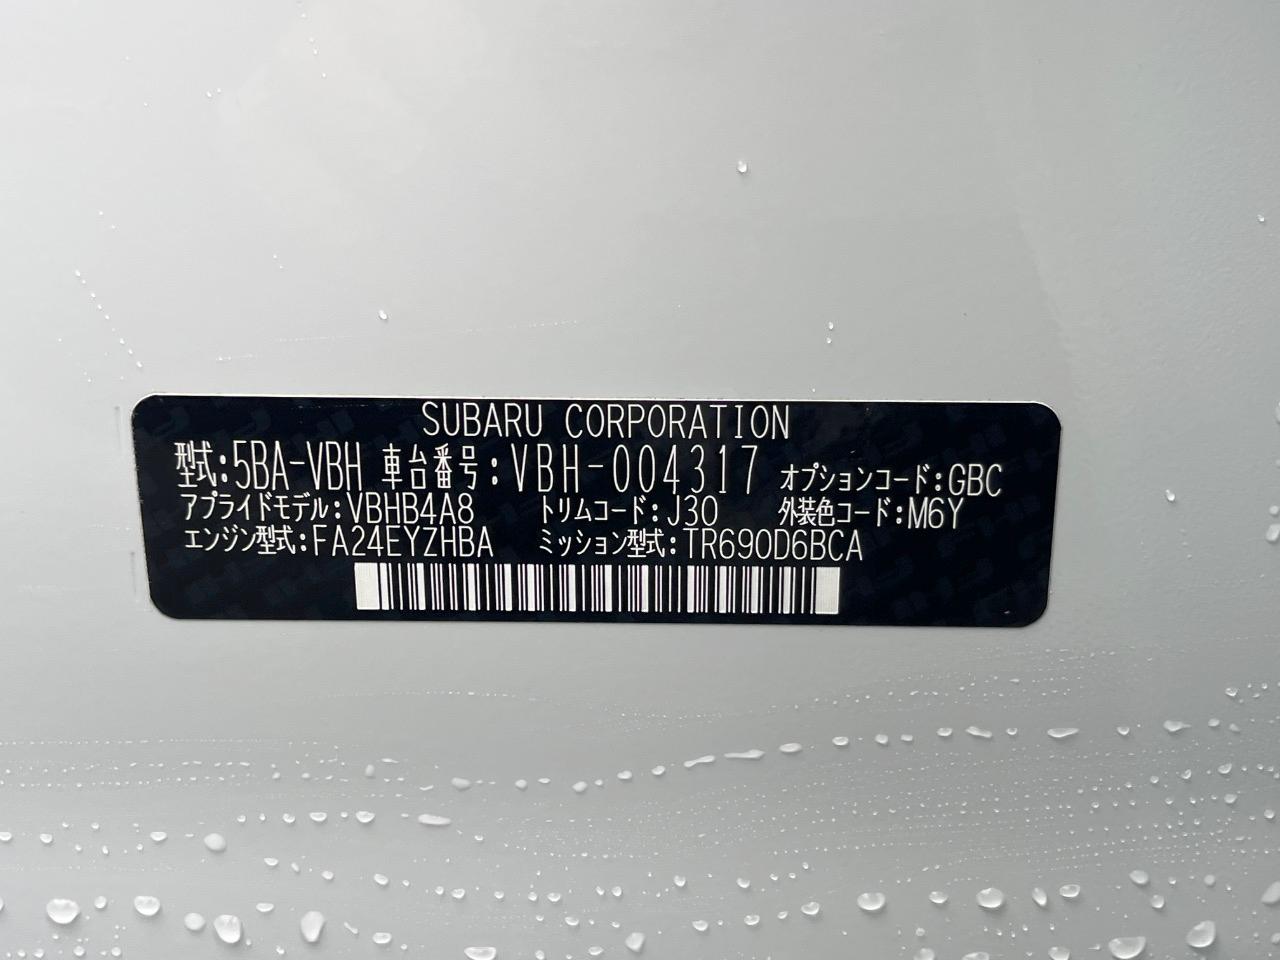 SUBARU CORPORATION
型式:5BA-VBH 車台番号:VBH-004317 オプションコード:GBC
アプライドモデル:VBHB4A8 トリムコード:J30 外装色コード:M6Y
エンジン型式:FA24EYZHBA ミッション型式:TR690D6BCA